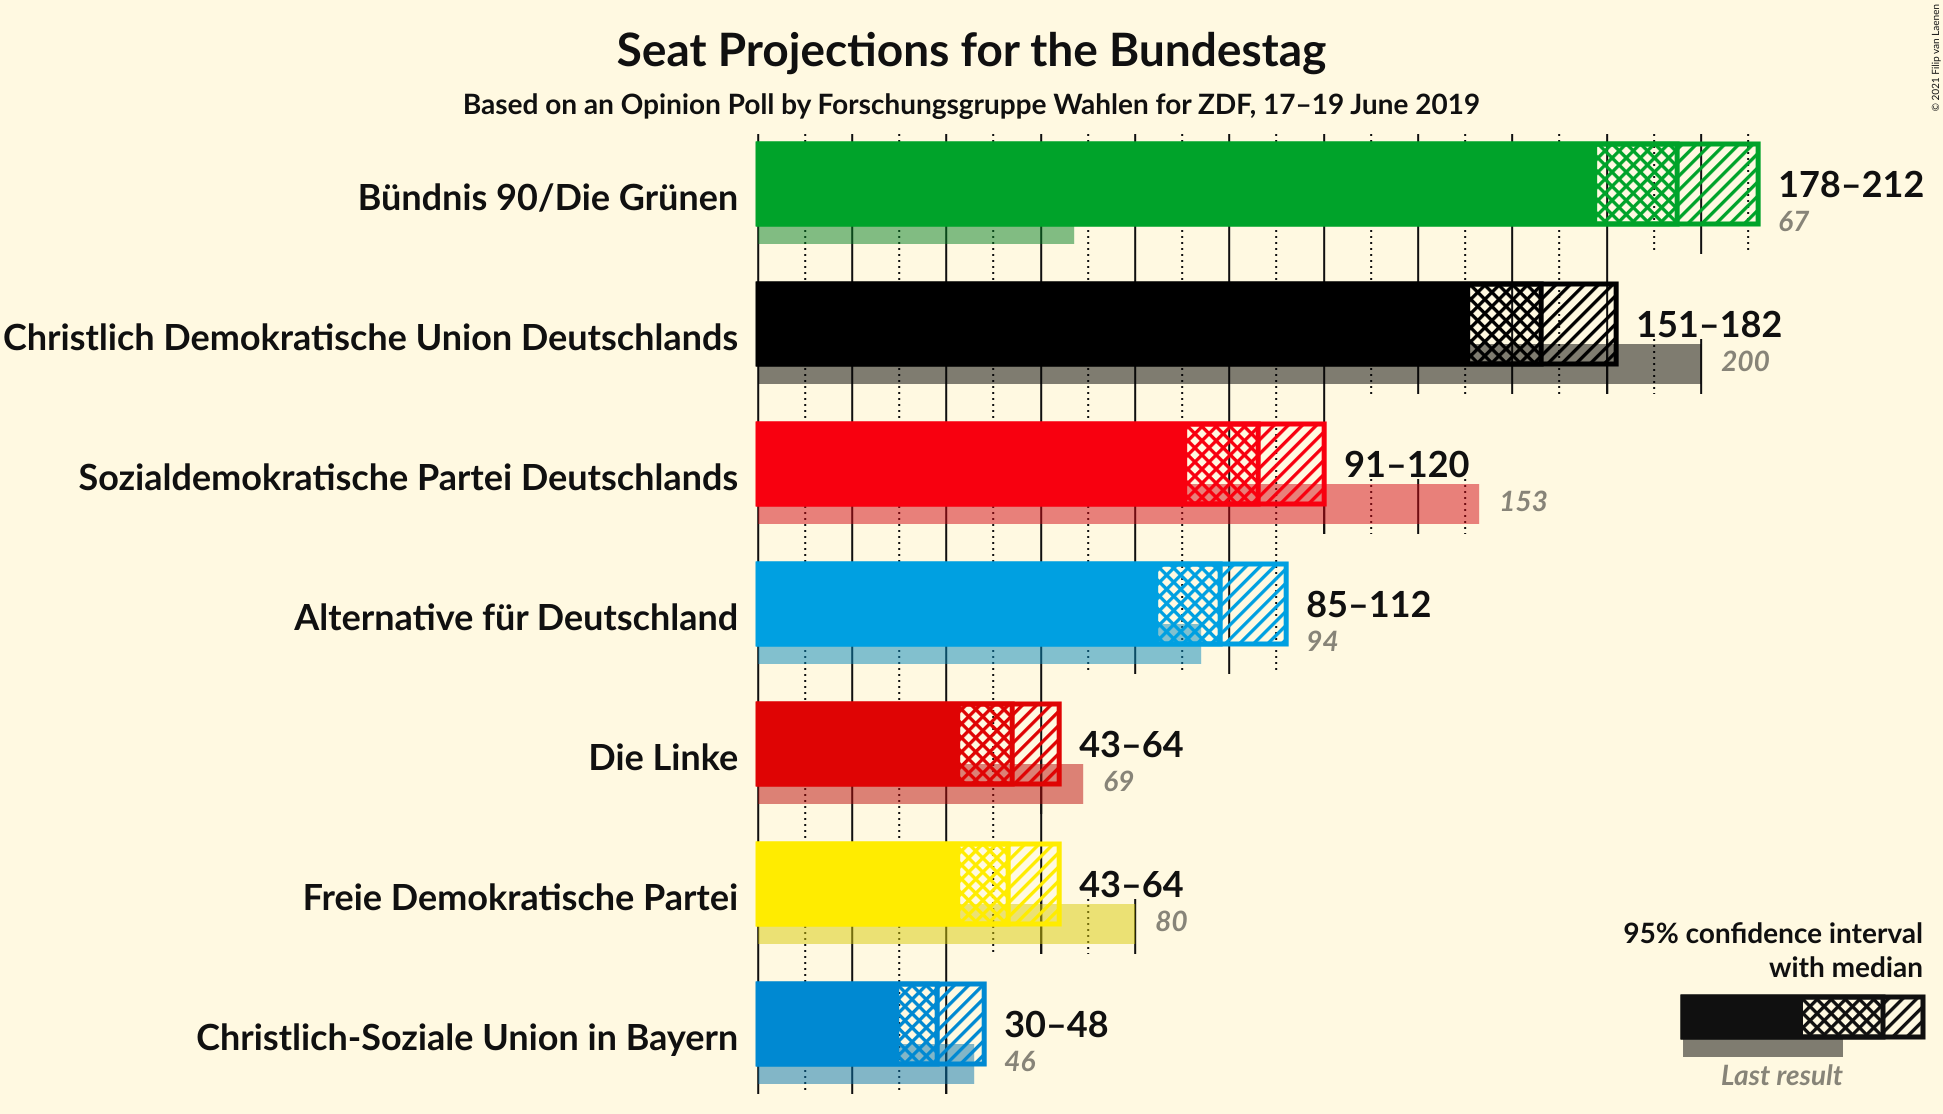 Seat Projections for the Bundestag
Based on an Opinion Poll by Forschungsgruppe Wahlen for ZDF, 17–19 June 2019
© 2021 Filip van Laenen
Bündnis 90/Die Grünen
178–212
67
Christlich Demokratische Union Deutschlands
151–182
200
Sozialdemokratische Partei Deutschlands
91–120
153
Alternative für Deutschland
85–112
94
Die Linke
43–64
69
Freie Demokratische Partei
43–64
80
Christlich-Soziale Union in Bayern
30–48
46
95% confidence interval
with median
Last result